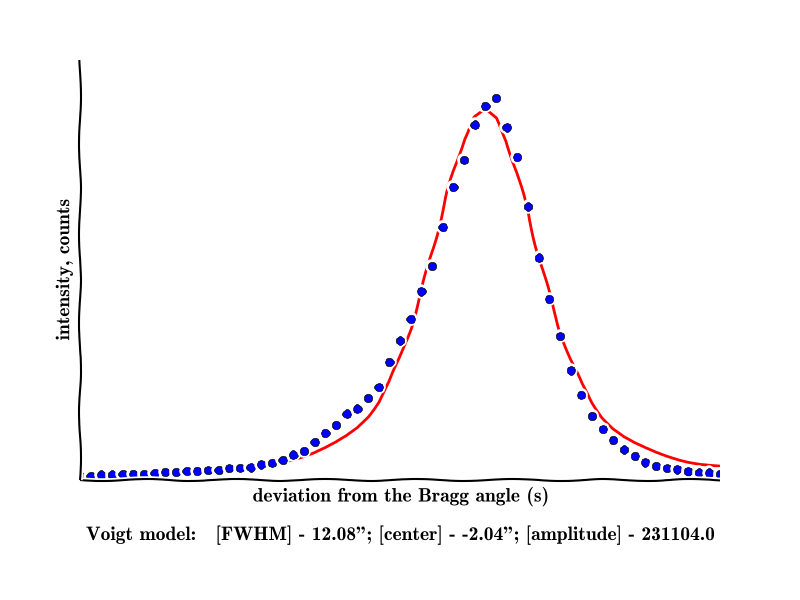 intensity, counts
deviation from the Bragg angle (s)
Voigt model: [FWHM] - 12.08”; [center] - -2.04”; [amplitude] - 231104.0